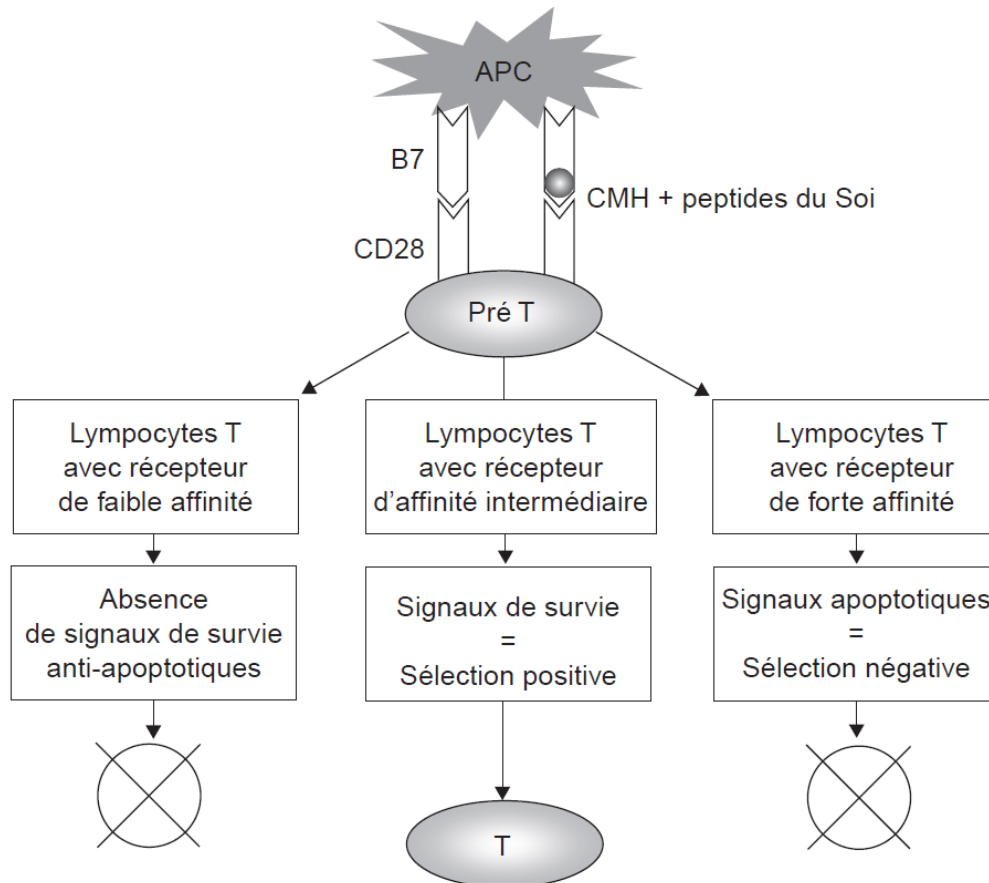 APC
B7
CMH + peptides du Soi
CD28
Pré T
Lympocytes T
avec récepteur
de faible affinité
Lympocytes T
avec récepteur
d'affinité intermédiaire
Lympocytes T
avec récepteur
de forte affinité
Absence
de signaux de survie
anti-apoptotiques
Signaux de survie
=
Sélection positive
Signaux apoptotiques
=
Sélection négative
T